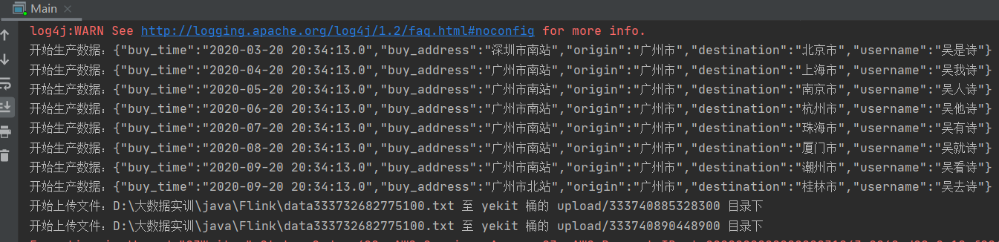 Main
log4j:WARN See http://logging.apache.org/log4j/1.2/faq.html#noconfig for more info.
开始生产数据：{"buy_time":"2020-03-20 20:34:13.0","buy_address":"深圳市南站","origin":"广州市","destination":"北京市","username":"吴是诗"}
开始生产数据：{"buy_time":"2020-04-20 20:34:13.0","buy_address":"广州市南站","origin":"广州市","destination":"上海市","username":"吴我诗"}
开始生产数据：{"buy_time":"2020-05-20 20:34:13.0","buy_address":"广州市南站","origin":"广州市","destination":"南京市","username":"吴人诗"}
开始生产数据：{"buy_time":"2020-06-20 20:34:13.0","buy_address":"广州市南站","origin":"广州市","destination":"杭州市","username":"吴他诗"}
开始生产数据：{"buy_time":"2020-07-20 20:34:13.0","buy_address":"广州市南站","origin":"广州市","destination":"珠海市","username":"吴有诗"}
开始生产数据：{"buy_time":"2020-08-20 20:34:13.0","buy_address":"广州市南站","origin":"广州市","destination":"厦门市","username":"吴就诗"}
开始生产数据：{"buy_time":"2020-09-20 20:34:13.0","buy_address":"广州市南站","origin":"广州市","destination":"潮州市","username":"吴看诗"}
开始生产数据：{"buy_time":"2020-09-20 20:34:13.0","buy_address":"广州市北站","origin":"广州市","destination":"桂林市","username":"吴去诗"}
开始上传文件：D:\大数据实训\java\Flink\data333732682775100.txt 至 yekit 桶的 upload/333740885328300 目录下
开始上传文件：D:\大数据实训\java\Flink\data333732682775100.txt 至 yekit 桶的 upload/333740890448900 目录下